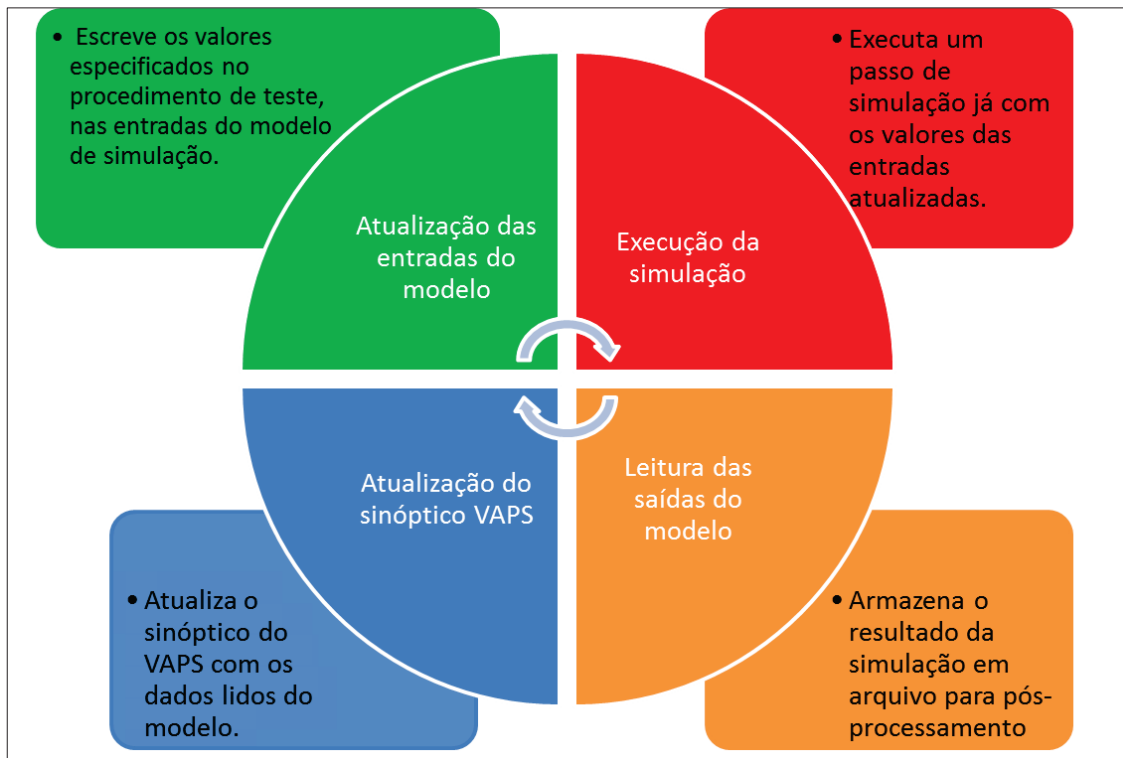 • Escreve os valores
especificados no
procedimento de teste,
nas entradas do modelo
de simulação.
• Executa um
passo de
simulação já com
os valores das
entradas
atualizadas.
Atualização das
entradas do
modelo
Execução da
simulação
Atualização do
sinóptico VAPS
Leitura das
saídas do
modelo
• Atualiza o
sinóptico do
VAPS com os
dados lidos do
modelo.
• Armazena o
resultado da
simulação em
arquivo para pós-
processamento